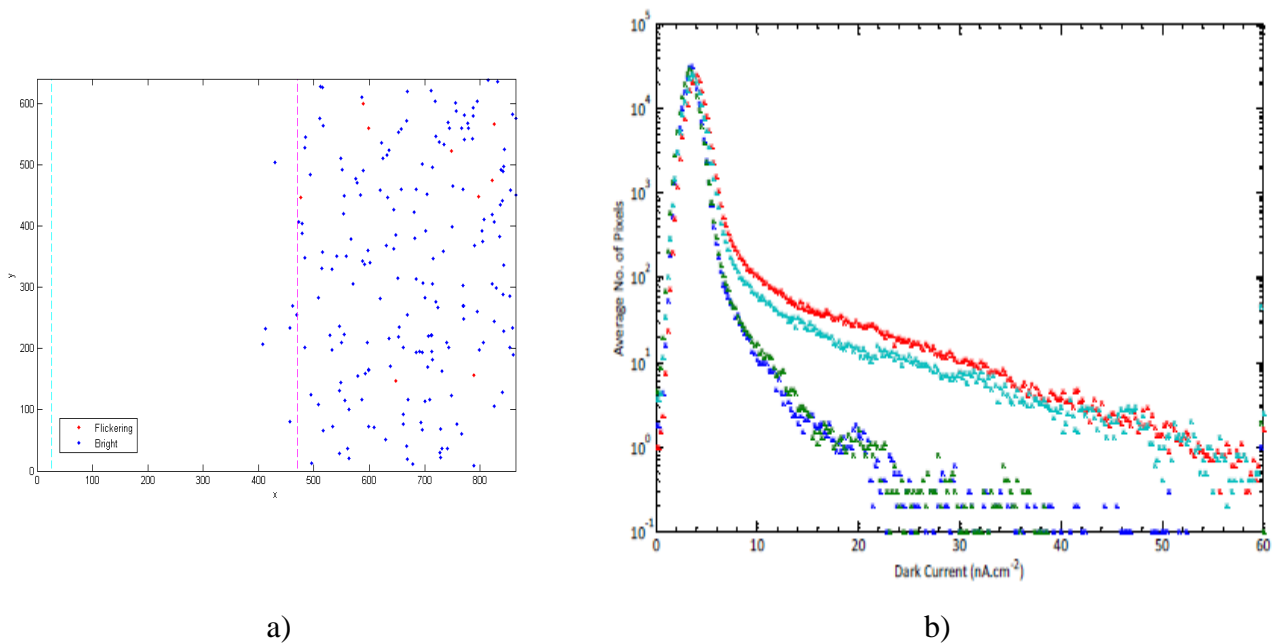 600
500
400
300
200
100
0
y
0 100 200 300 400 500 600 700 800
x
Flickering
Bright
a)
10^5
10^4
10^3
10^2
10^1
10^0
10^-1
Average No. of Pixels
0 10 20 30 40 50 60
Dark Current (nA.cm^-2)
b)